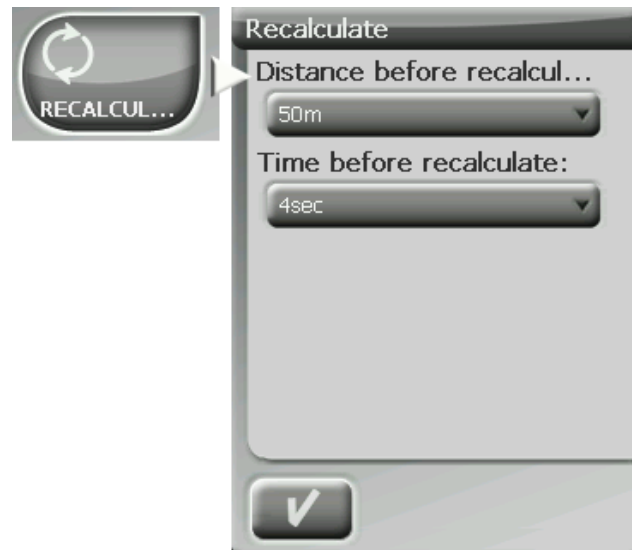 RECALCUL...
Recalculate
Distance before recalcul...
50m
Time before recalculate:
4sec